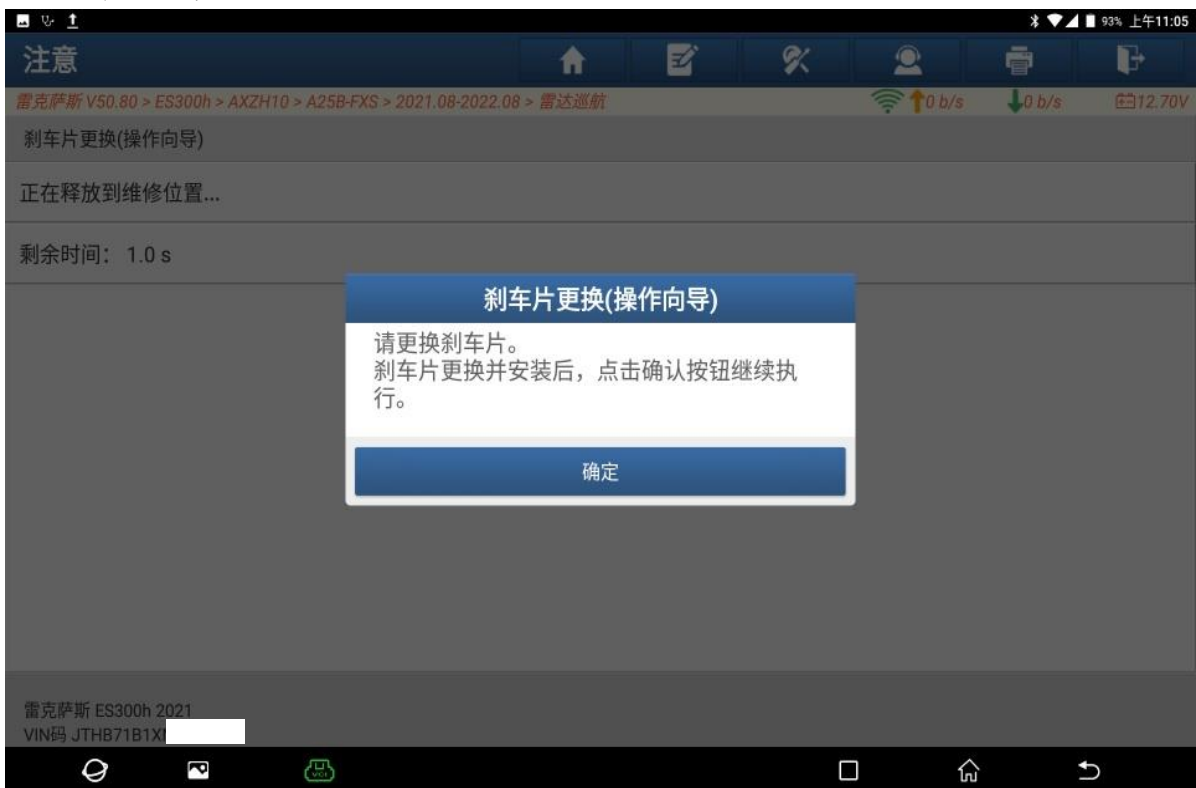 93% 上午11:05
注意
雷克萨斯 V50.80 > ES300h > AXZH10 > A25B-FXS > 2021.08-2022.08 > 雷达巡航
0 b/s 0 b/s 12.70V
刹车片更换(操作向导)
正在释放到维修位置...
剩余时间： 1.0 s
刹车片更换(操作向导)
请更换刹车片。
刹车片更换并安装后，点击确认按钮继续执
行。
确定
雷克萨斯 ES300h 2021
VIN码 JTHB71B1X
VCI